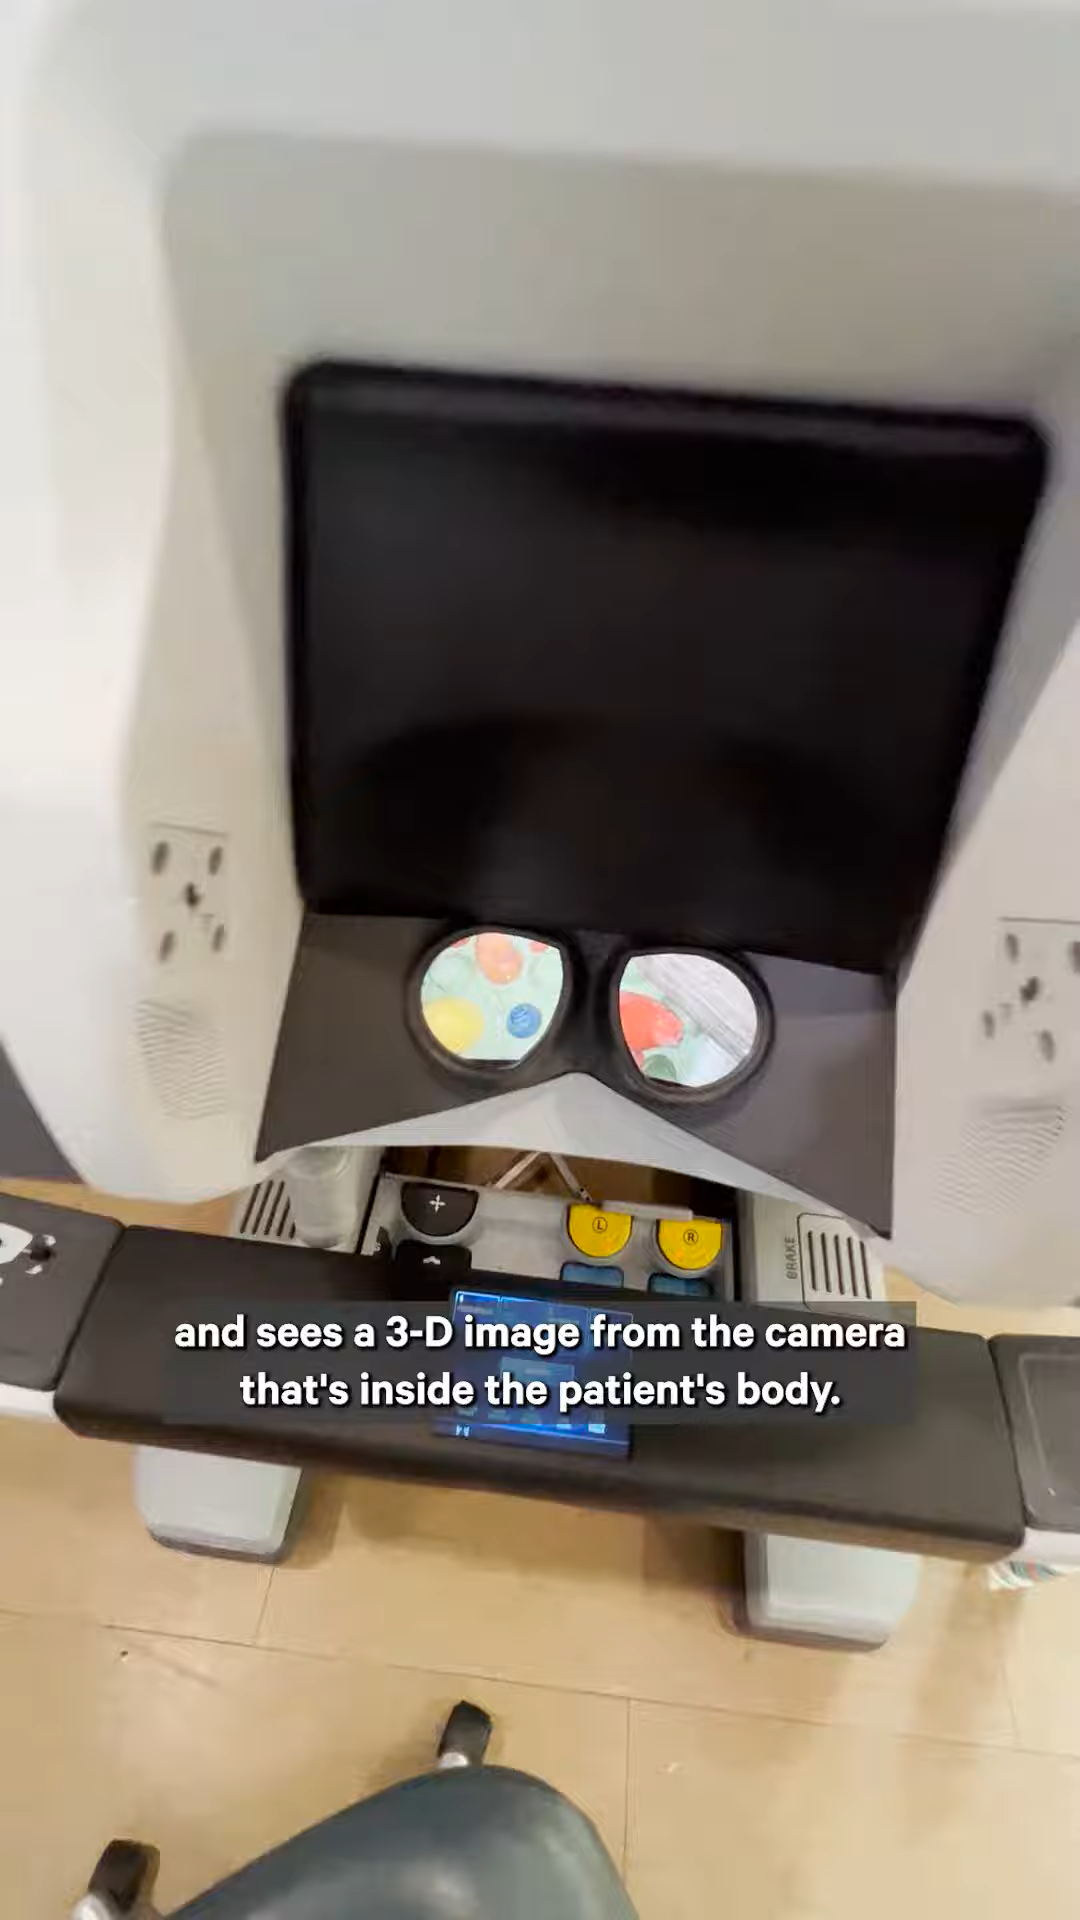 L
R
BRAKE
and sees a 3-D image from the camera
that's inside the patient's body.